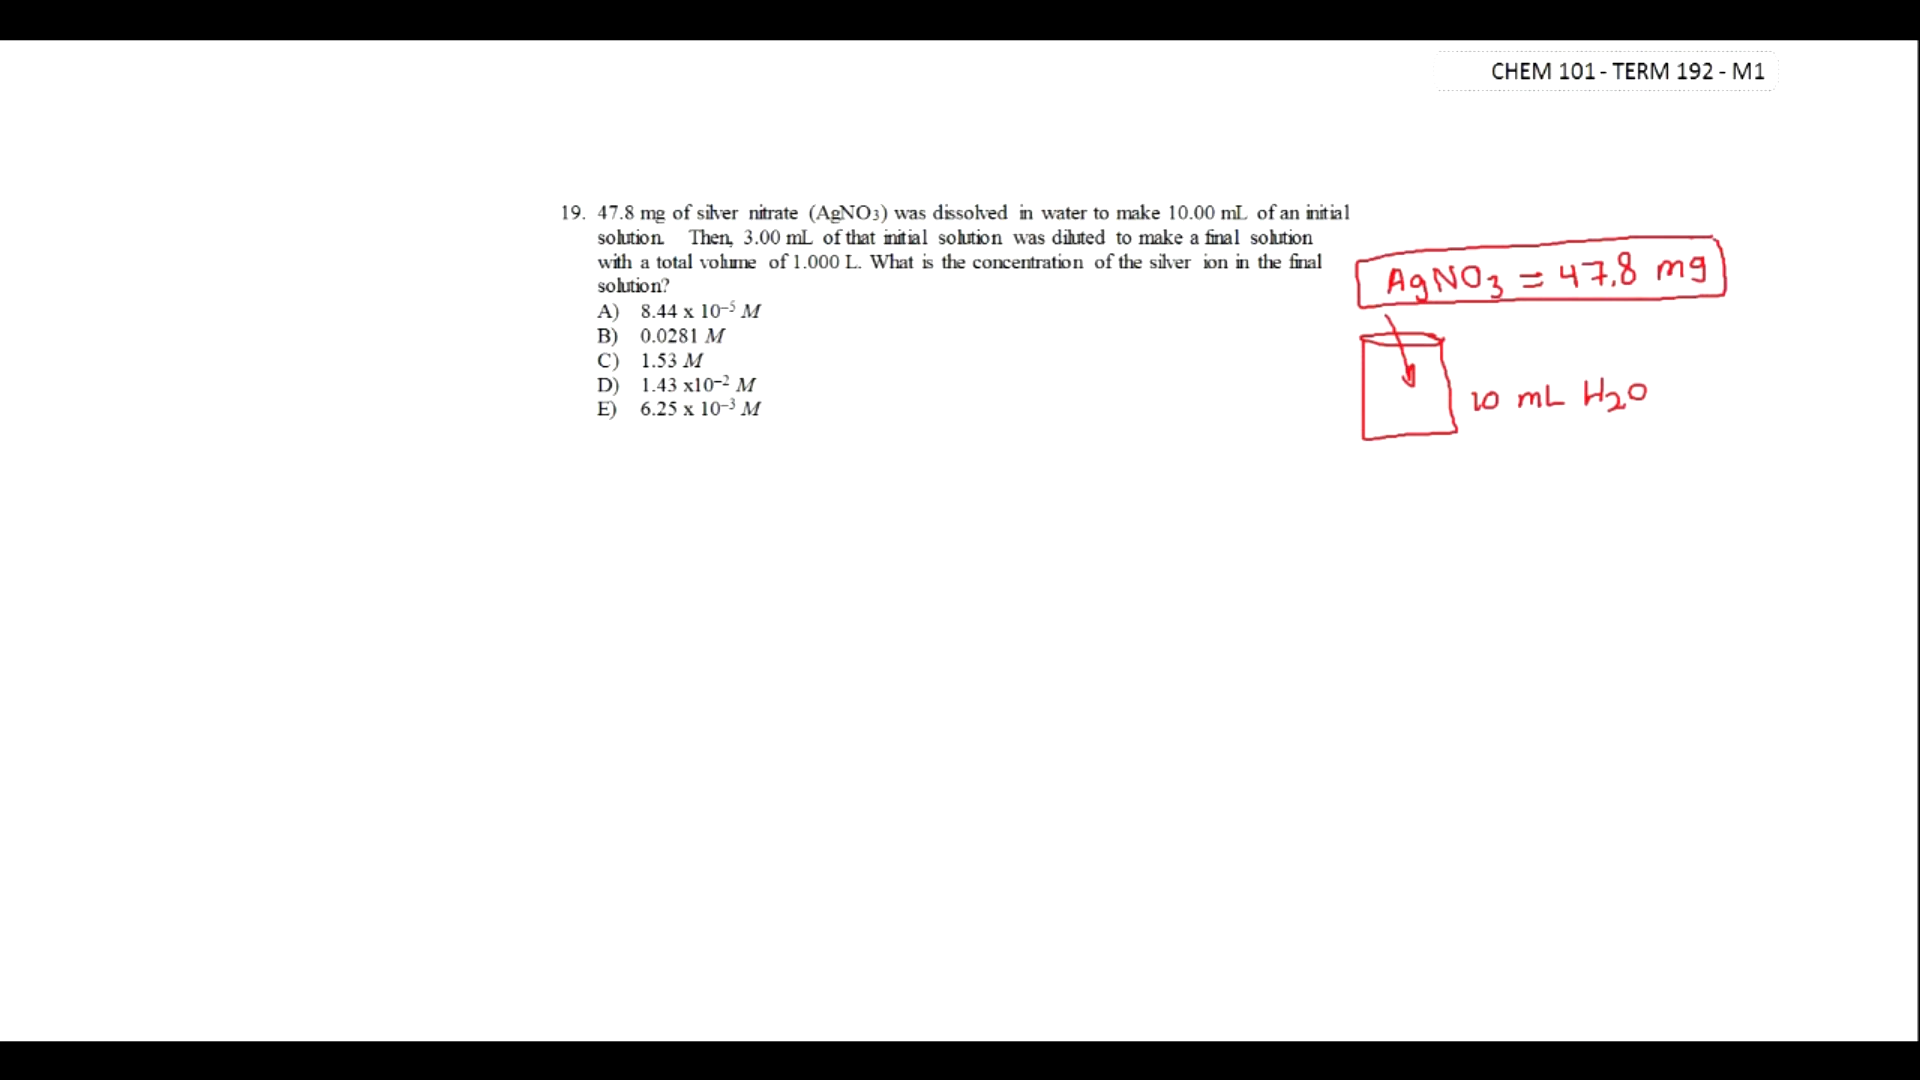 CHEM 101 - TERM 192 - M1
19. 47.8 mg of silver nitrate (AgNO₃) was dissolved in water to make 10.00 mL of an initial
solution. Then, 3.00 mL of that initial solution was diluted to make a final solution
with a total volume of 1.000 L. What is the concentration of the silver ion in the final
solution?
A) 8.44 x 10⁻⁵ M
B) 0.0281 M
C) 1.53 M
D) 1.43 x10⁻² M
E) 6.25 x 10⁻³ M
AgNO₃ = 47.8 mg
10 mL H₂O